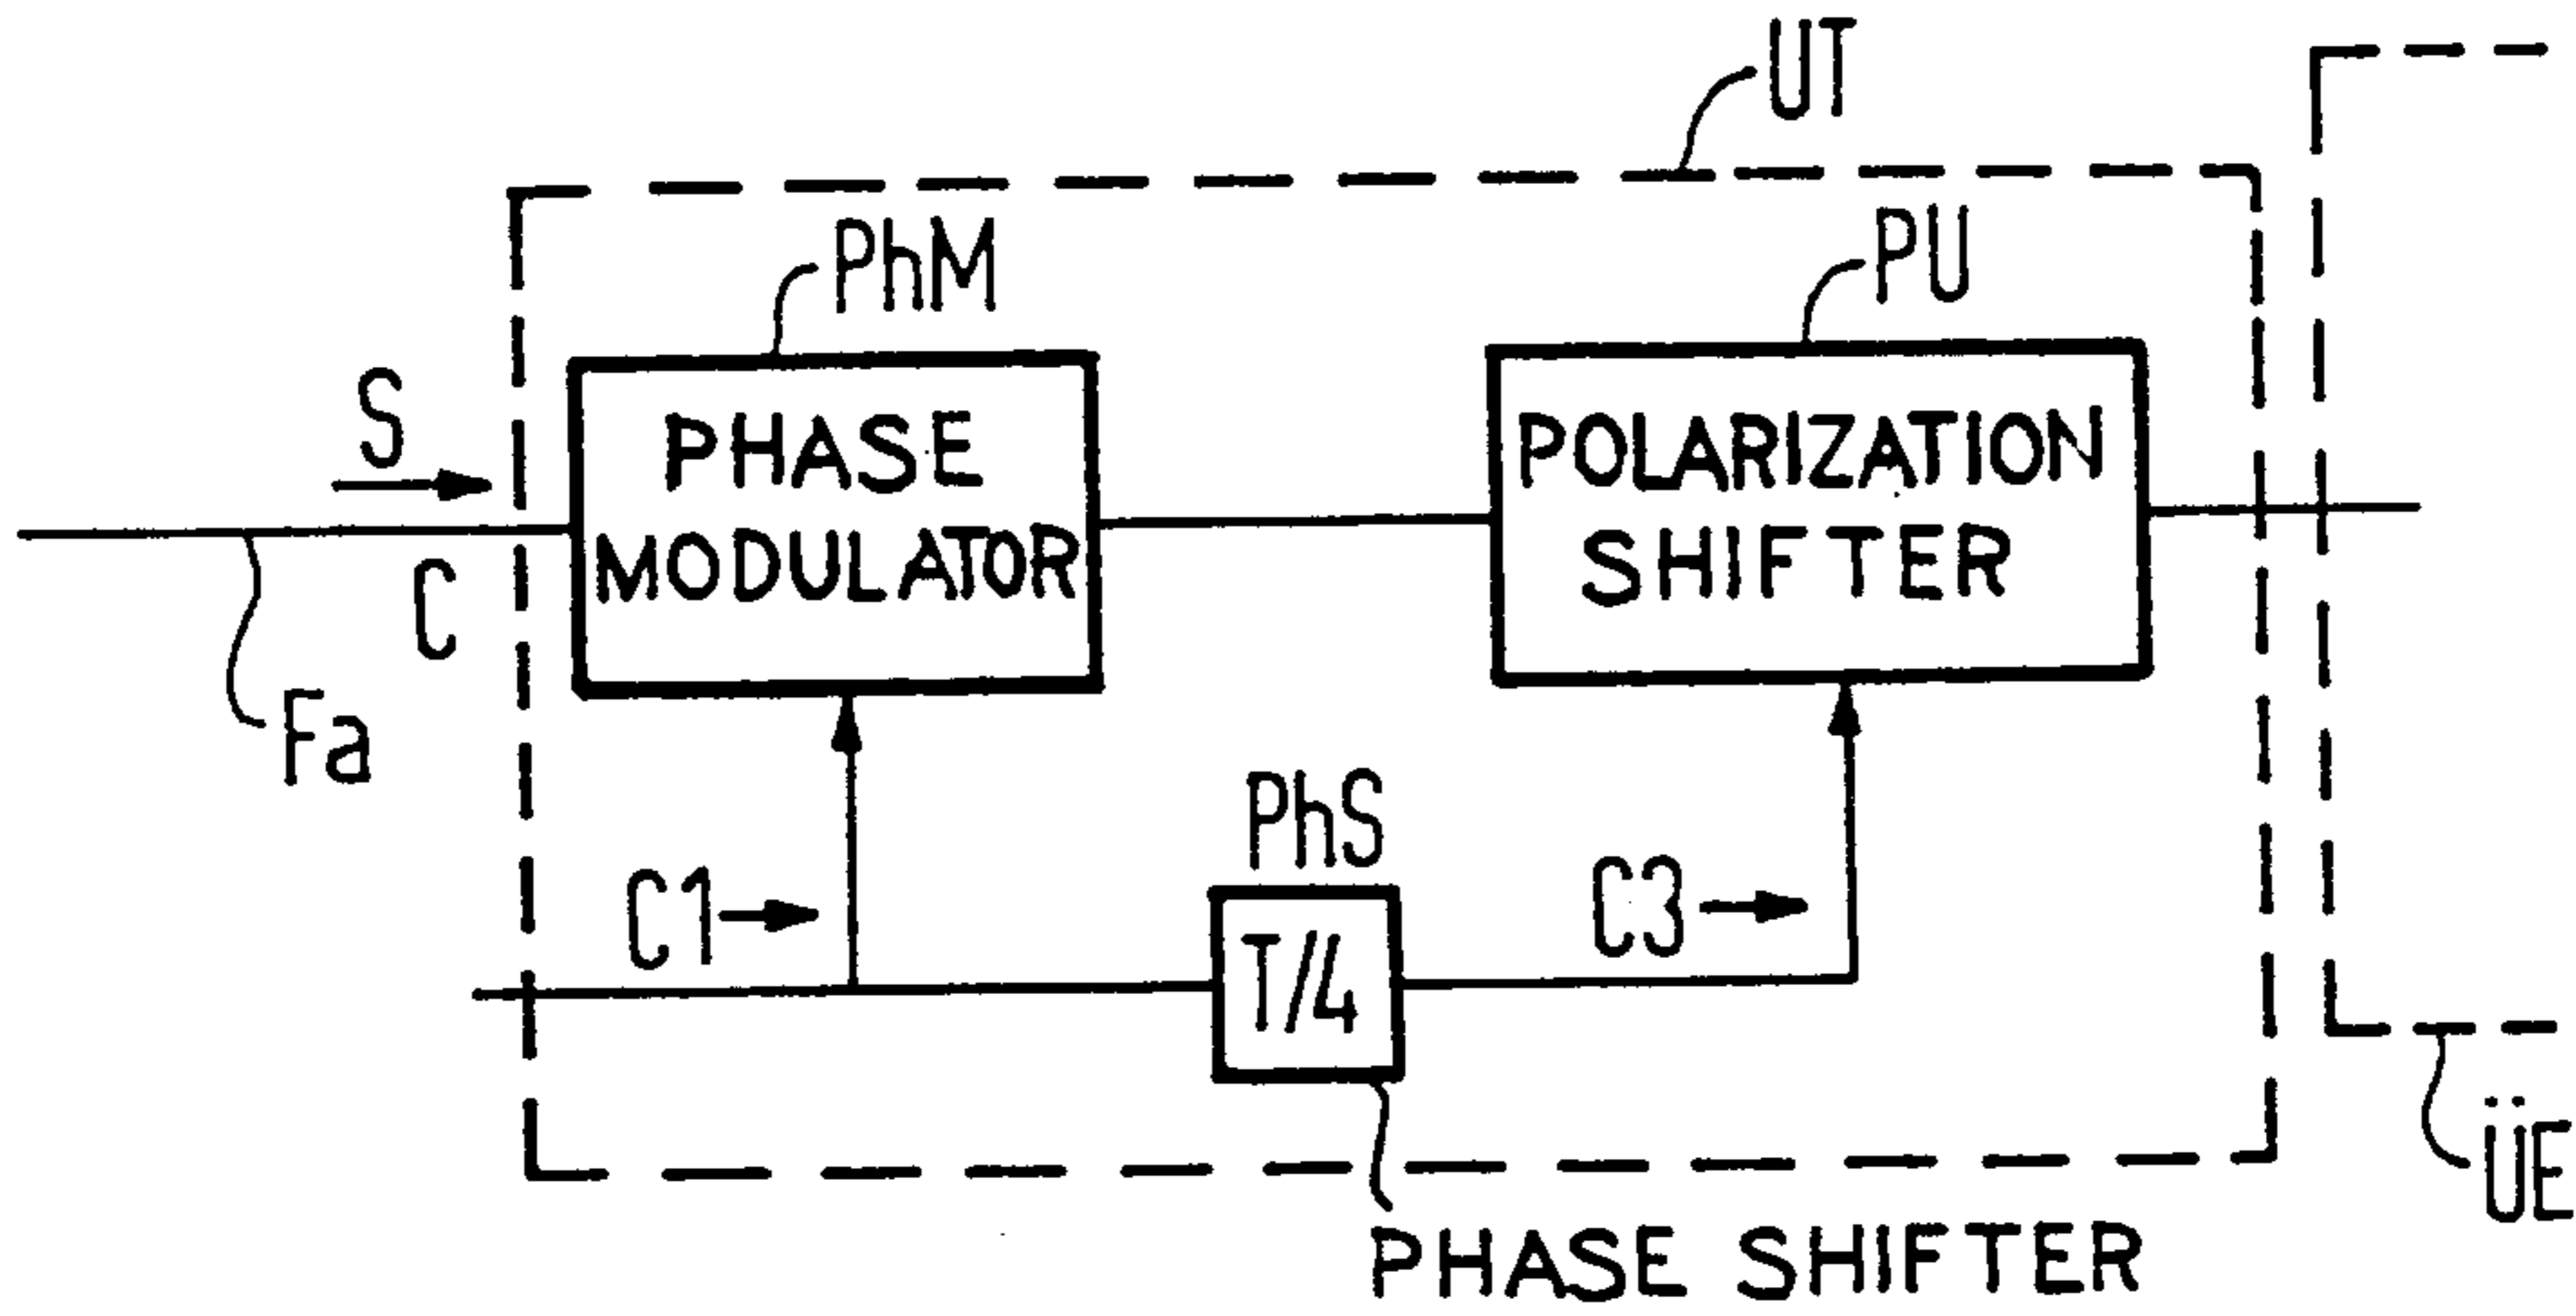 UT
PhM
PU
S
PHASE
MODULATOR
POLARIZATION
SHIFTER
C
Fa
PhS
C1
T/4
C3
ÜE
PHASE SHIFTER